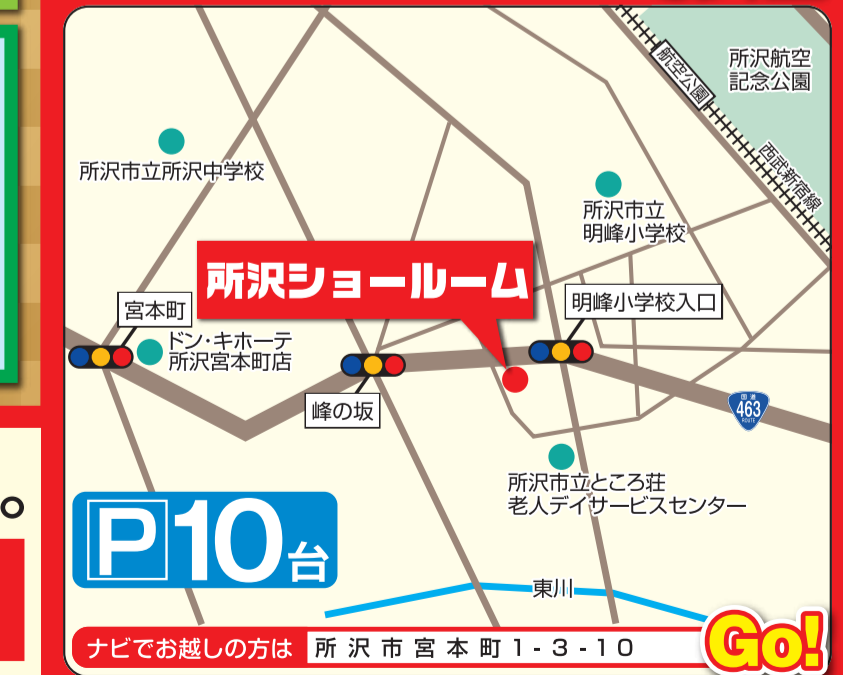 所沢航空
記念公園
航空公園
西武新宿線
所沢市立所沢中学校
所沢市立
明峰小学校
所沢ショールーム
宮本町
明峰小学校入口
ドン・キホーテ
所沢宮本町店
峰の坂
国道
463
ROUTE
所沢市立ところ荘
老人デイサービスセンター
P10台
東川
。
ナビでお越しの方は 所沢市宮本町1-3-10
Go!